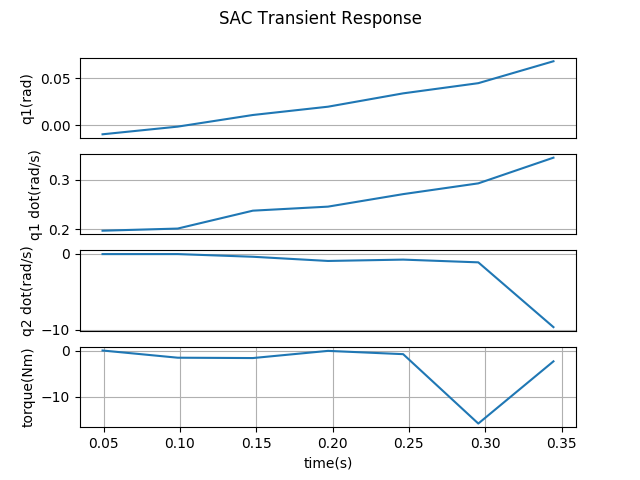 SAC Transient Response
q1(rad)
0.05
0.00
q1 dot(rad/s)
0.3
0.2
q2 dot(rad/s)
0
−10
torque(Nm)
0
−10
0.05 0.10 0.15 0.20 0.25 0.30 0.35
time(s)